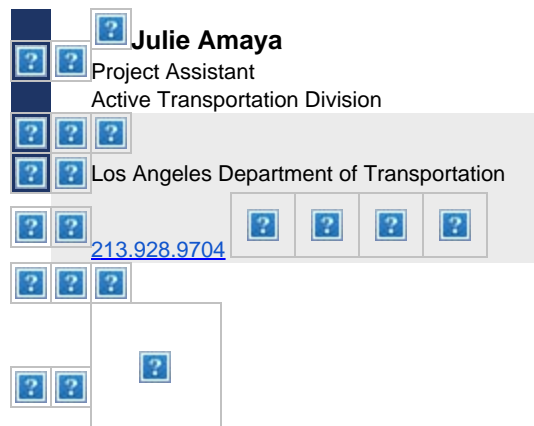 Julie Amaya
Project Assistant
Active Transportation Division
Los Angeles Department of Transportation
213.928.9704